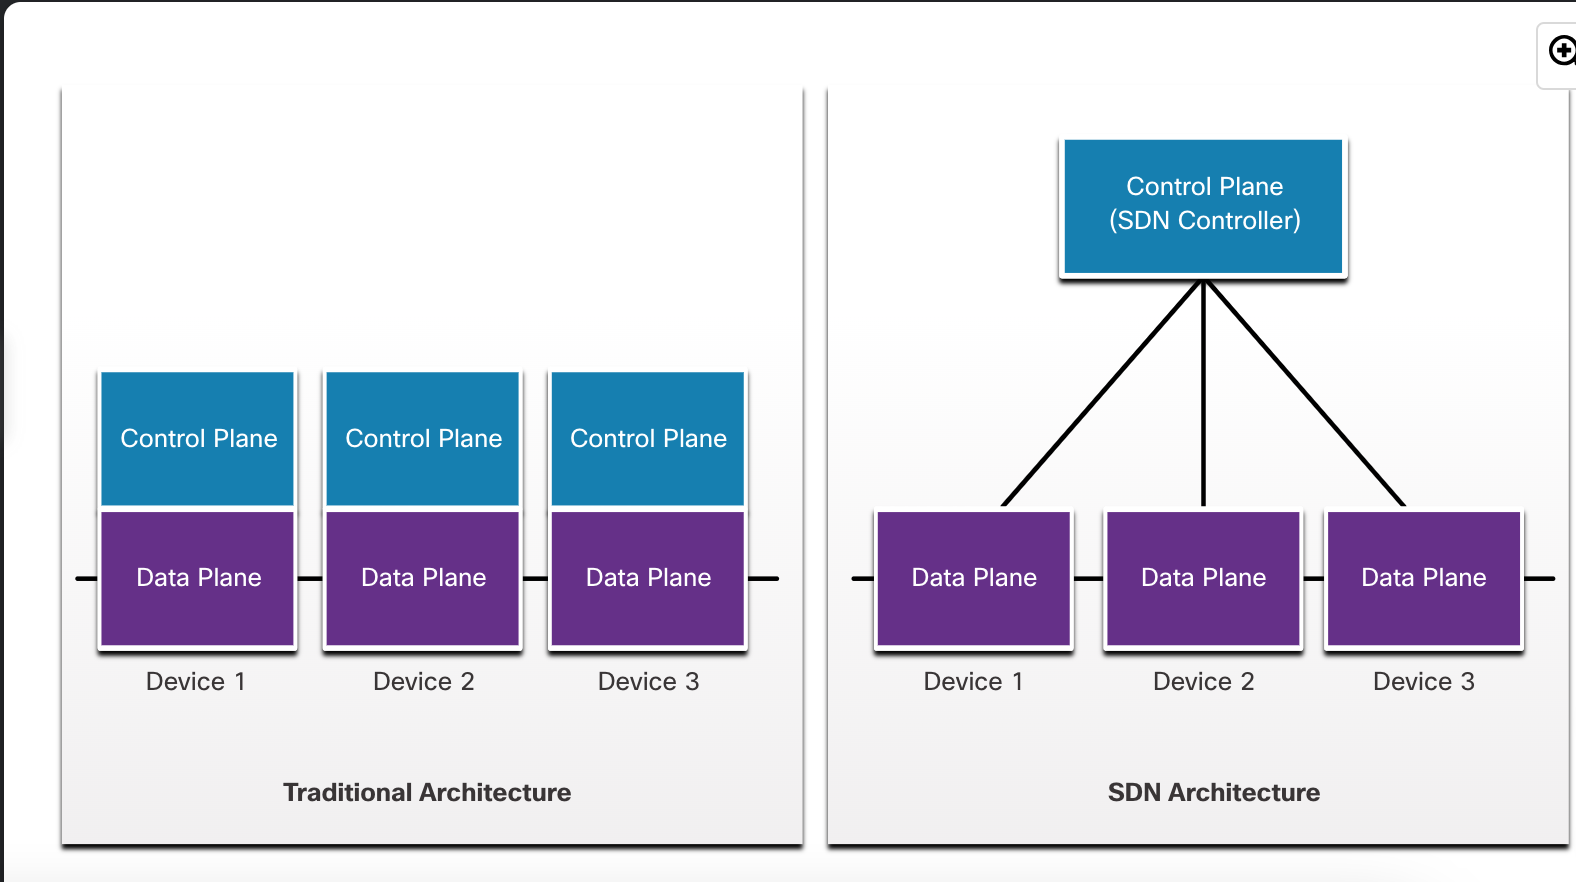 Control Plane
Control Plane
Control Plane
Data Plane
Data Plane
Data Plane
Device 1
Device 2
Device 3
Traditional Architecture
Control Plane
(SDN Controller)
Data Plane
Data Plane
Data Plane
Device 1
Device 2
Device 3
SDN Architecture